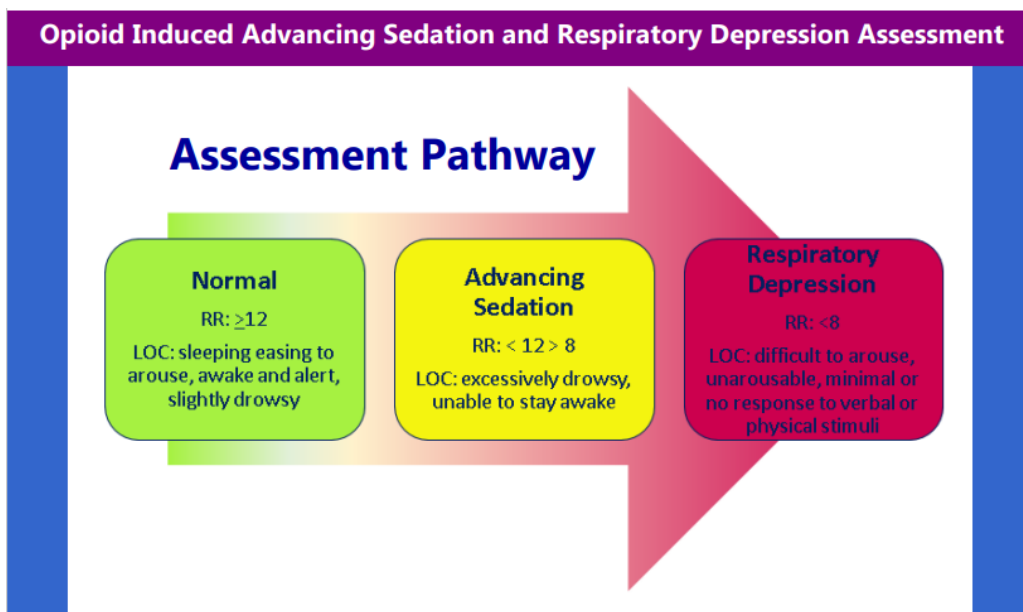 Opioid Induced Advancing Sedation and Respiratory Depression Assessment
Assessment Pathway
Normal
RR: ≥12
LOC: sleeping easing to
arouse, awake and alert,
slightly drowsy
Advancing
Sedation
RR: < 12 > 8
LOC: excessively drowsy,
unable to stay awake
Respiratory
Depression
RR: <8
LOC: difficult to arouse,
unarousable, minimal or
no response to verbal or
physical stimuli